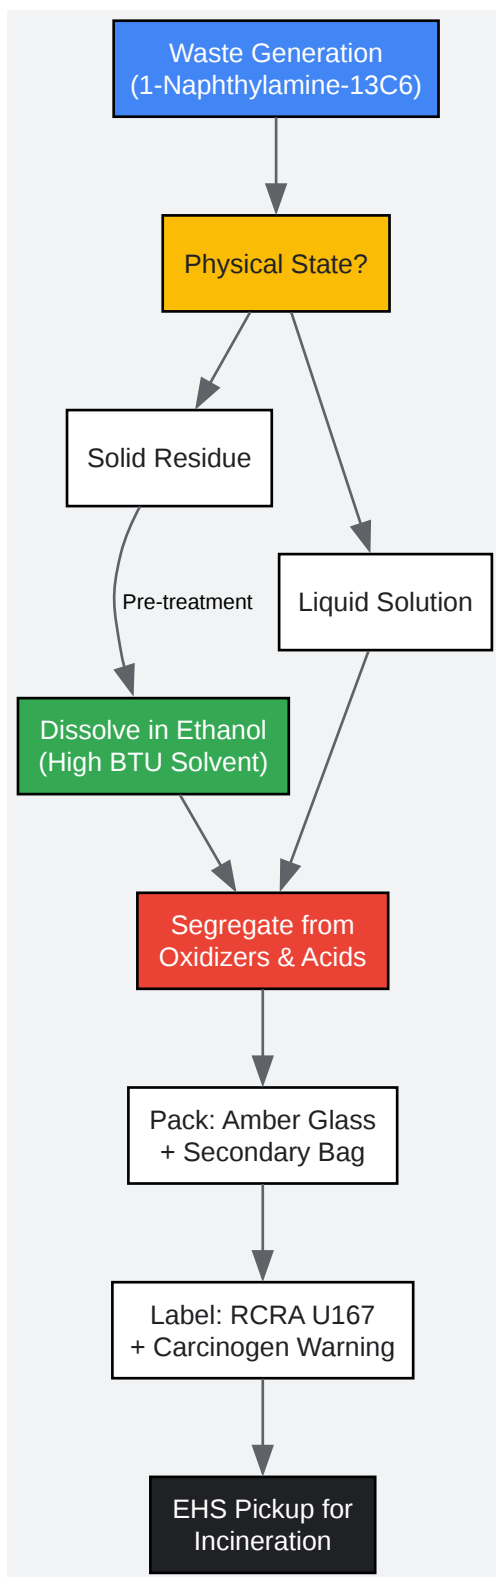 Waste Generation
(1-Naphthylamine-13C6)
Physical State?
Solid Residue
Pre-treatment
Liquid Solution
Dissolve in Ethanol
(High BTU Solvent)
Segregate from
Oxidizers & Acids
Pack: Amber Glass
+ Secondary Bag
Label: RCRA U167
+ Carcinogen Warning
EHS Pickup for
Incineration